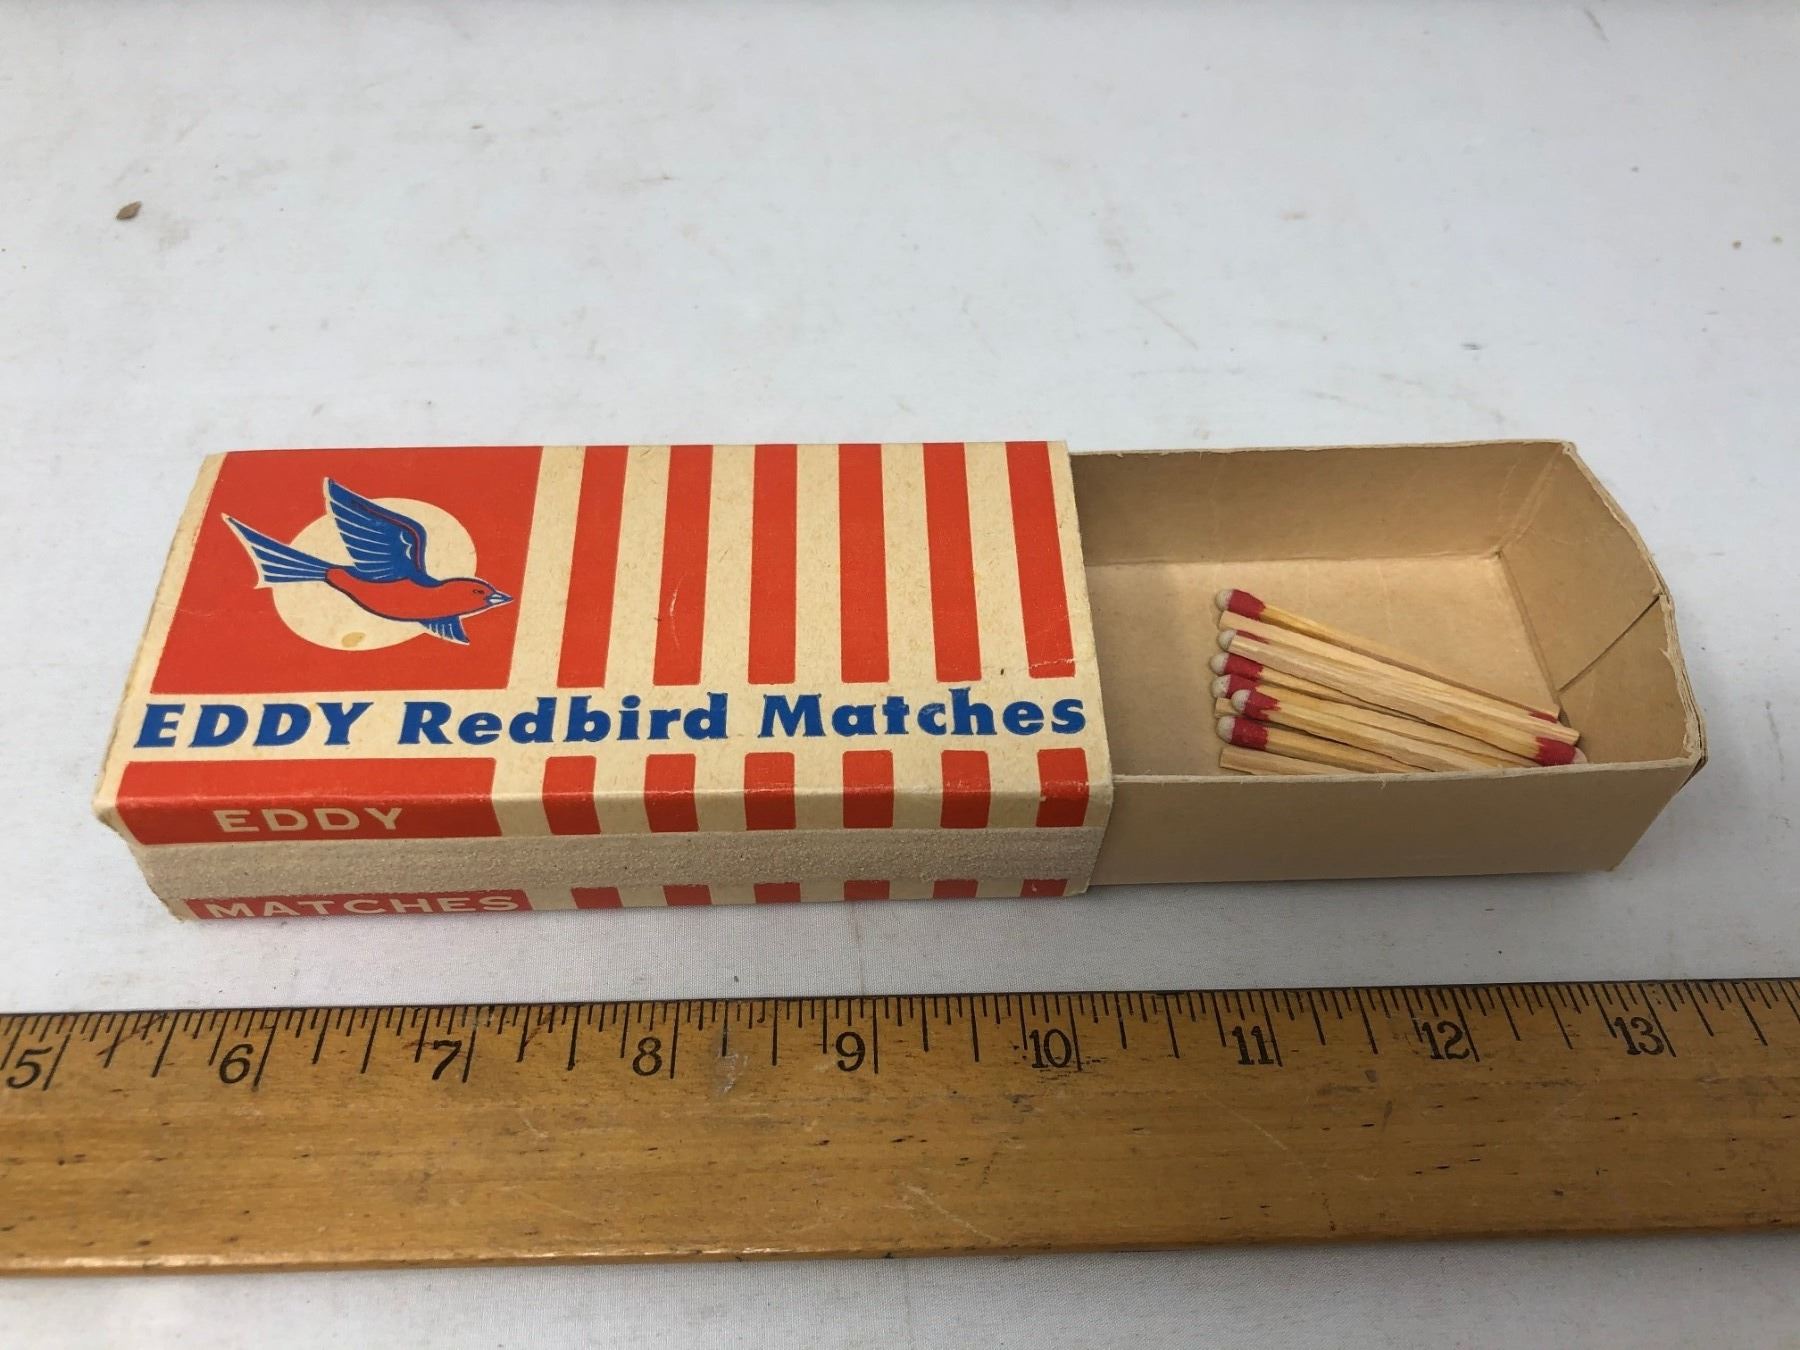 EDDY Redbird Matches
EDDY
MATCHES
5 6 7 8 9 10 11 12 13